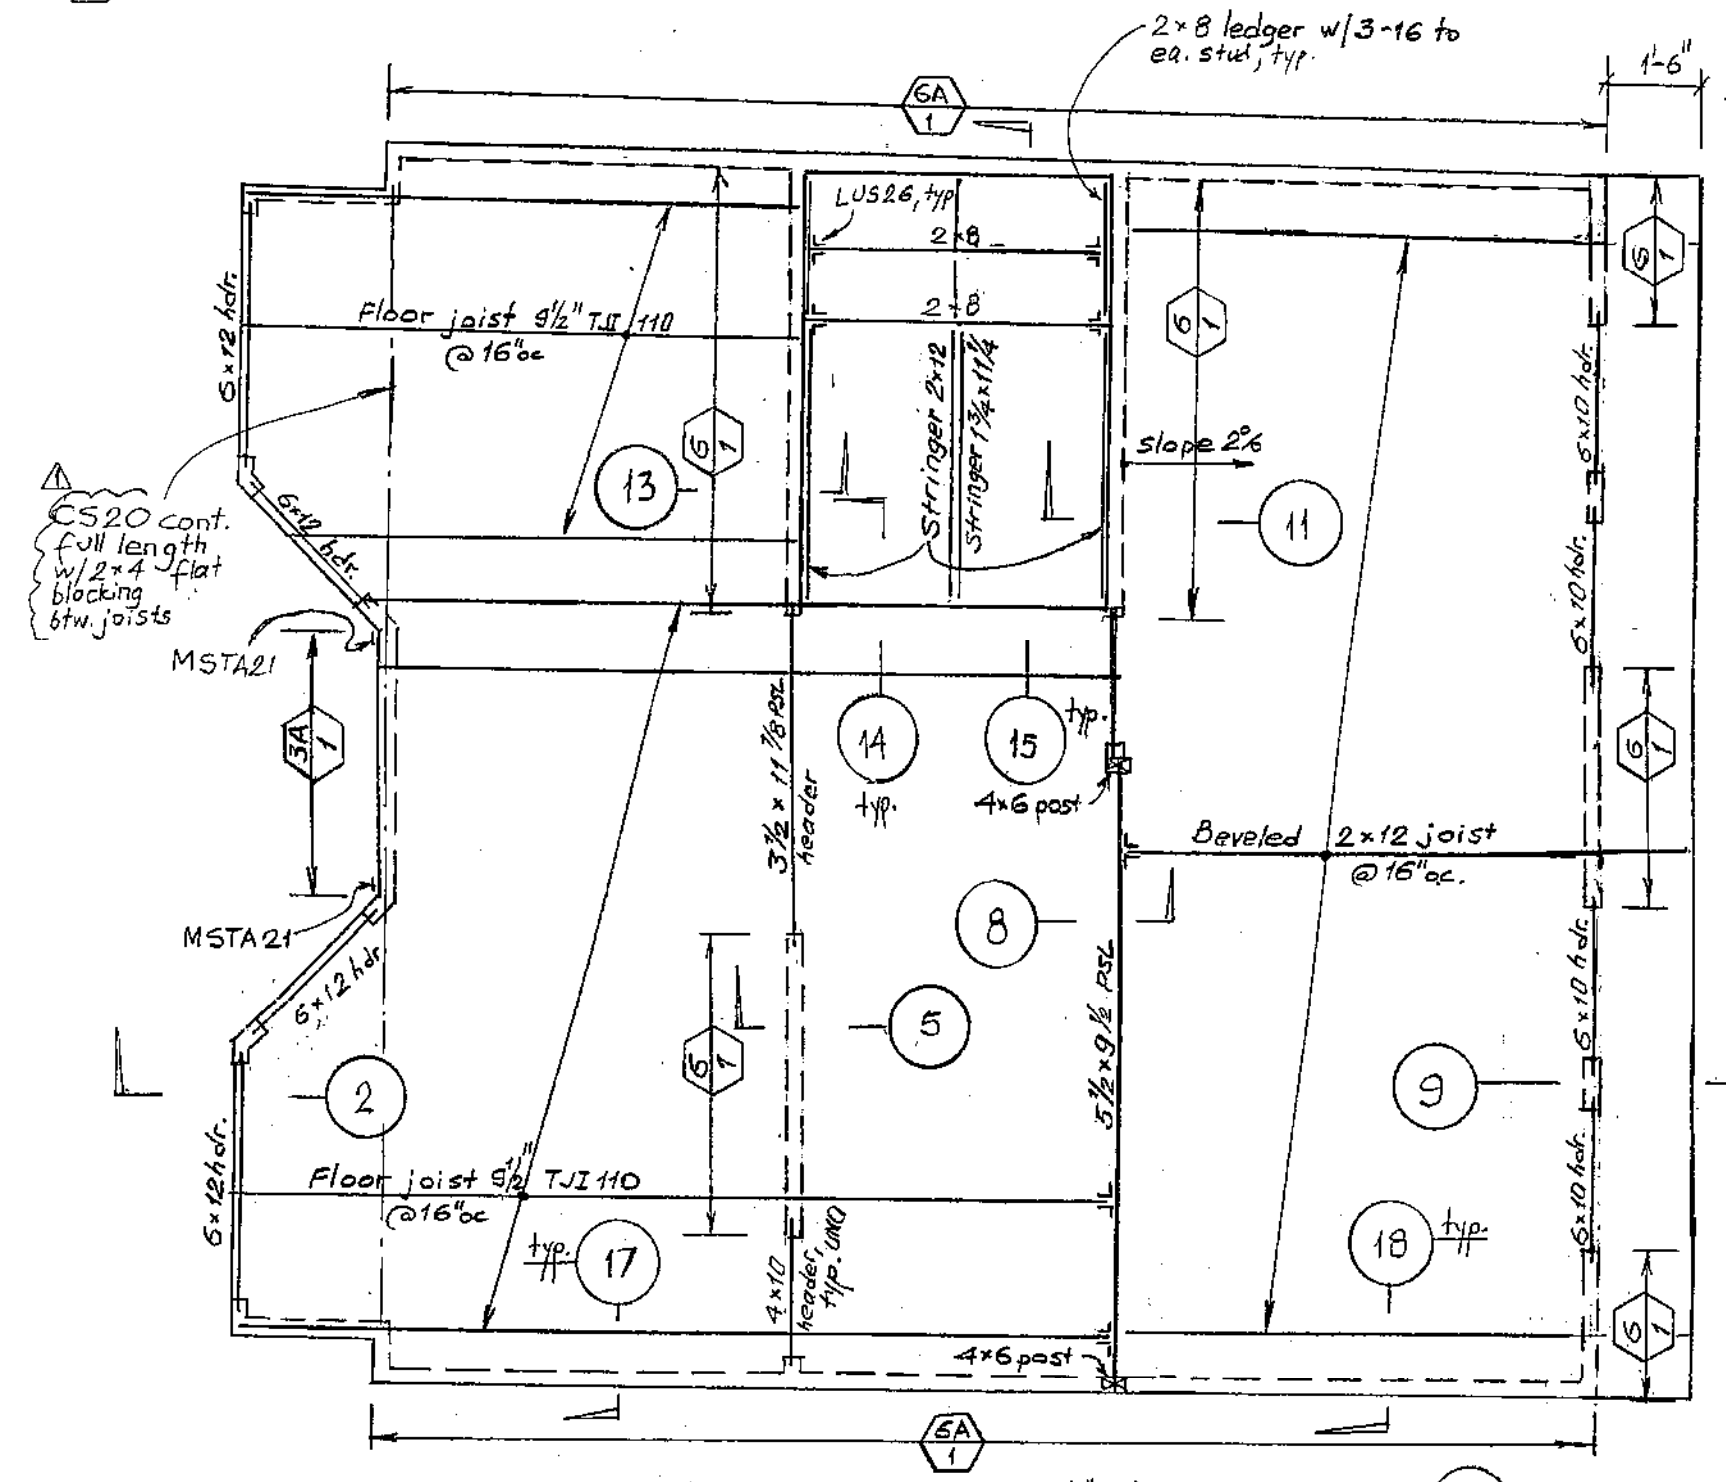 2×8 ledger w/3-16 to
ea. stud, typ.
1'-6"
6A
1
LUS26, typ
2×8
2×8
6
1
6
1
6
1
6×12 hdr.
Floor joist 9½" TJI 110
@ 16"oc
13
Stringer 2×12
Stringer 1¾×11¼
slope 2%
11
6×10 hdr.
1
CS20 cont.
full length
w/2×4 flat
blocking
btw. joists
6×12 hdr.
MSTA21
3A
1
6×10 hdr.
3½ × 11 7/8 PSL
header
14
typ.
15
typ.
4×6 post
6
1
Beveled 2×12 joist
@ 16"oc.
MSTA21
6×12 hdr
8
5
6
1
5½×9½ PSL
6×10 hdr.
2
9
6×12 hdr.
Floor joist 9½" TJI 110
@16"oc
typ.
17
4×10
header,
typ. UNO
18
typ.
6×10 hdr.
6
1
4×6 post
5A
1